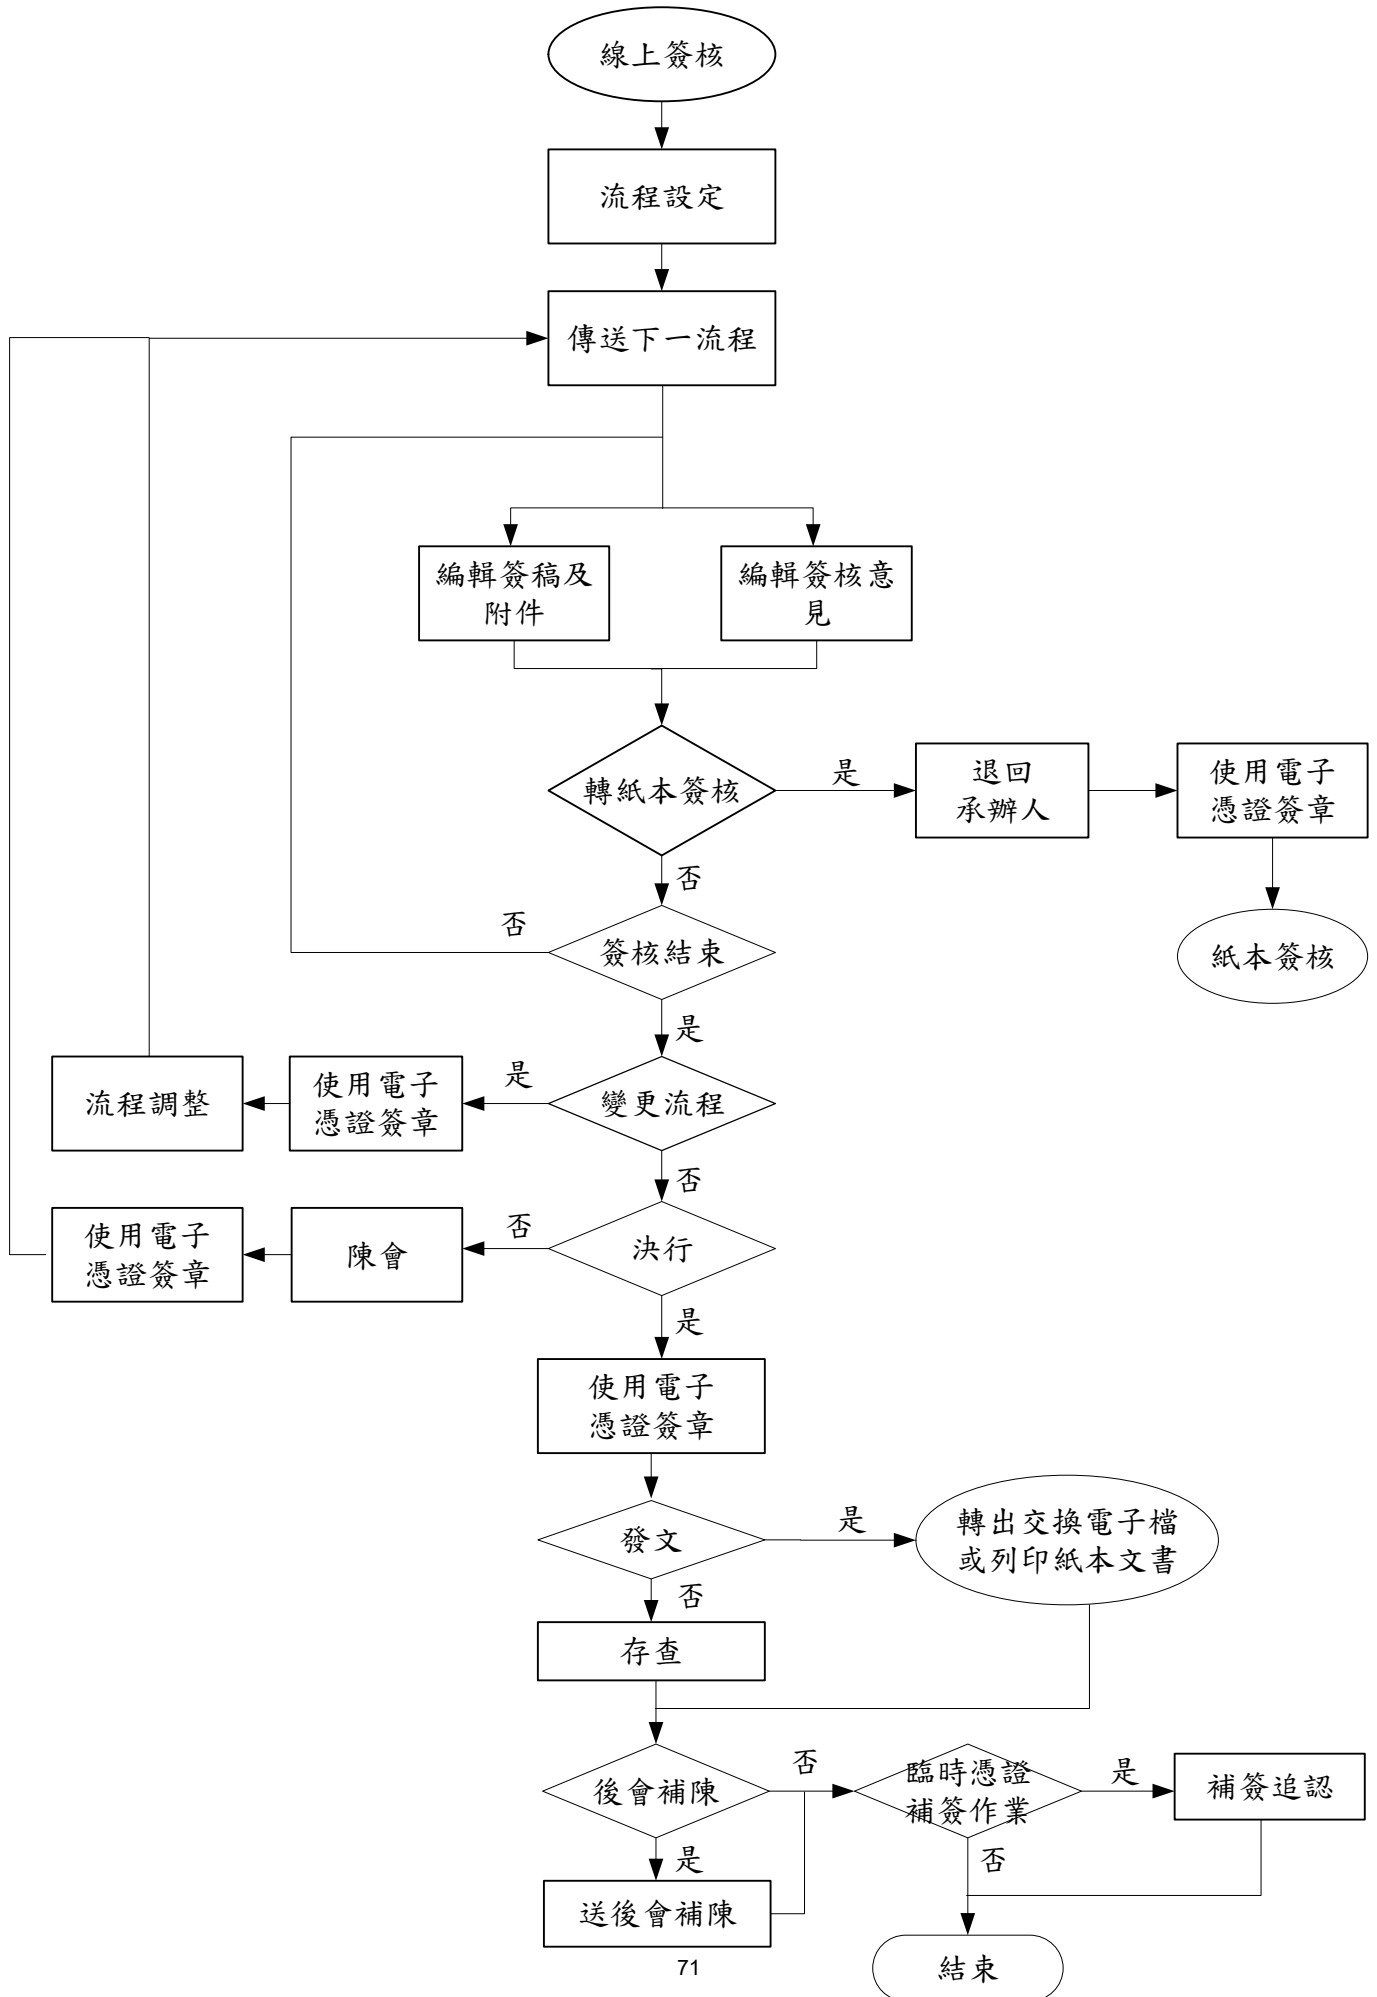 線上簽核
流程設定
傳送下一流程
編輯簽稿及
附件
編輯簽核意
見
轉紙本簽核
是
退回
承辦人
使用電子
憑證簽章
否
紙本簽核
否
簽核結束
是
流程調整
使用電子
憑證簽章
是
變更流程
否
使用電子
憑證簽章
陳會
否
決行
是
使用電子
憑證簽章
發文
是
轉出交換電子檔
或列印紙本文書
否
存查
後會補陳
否
臨時憑證
補簽作業
是
補簽追認
是
否
送後會補陳
結束
71